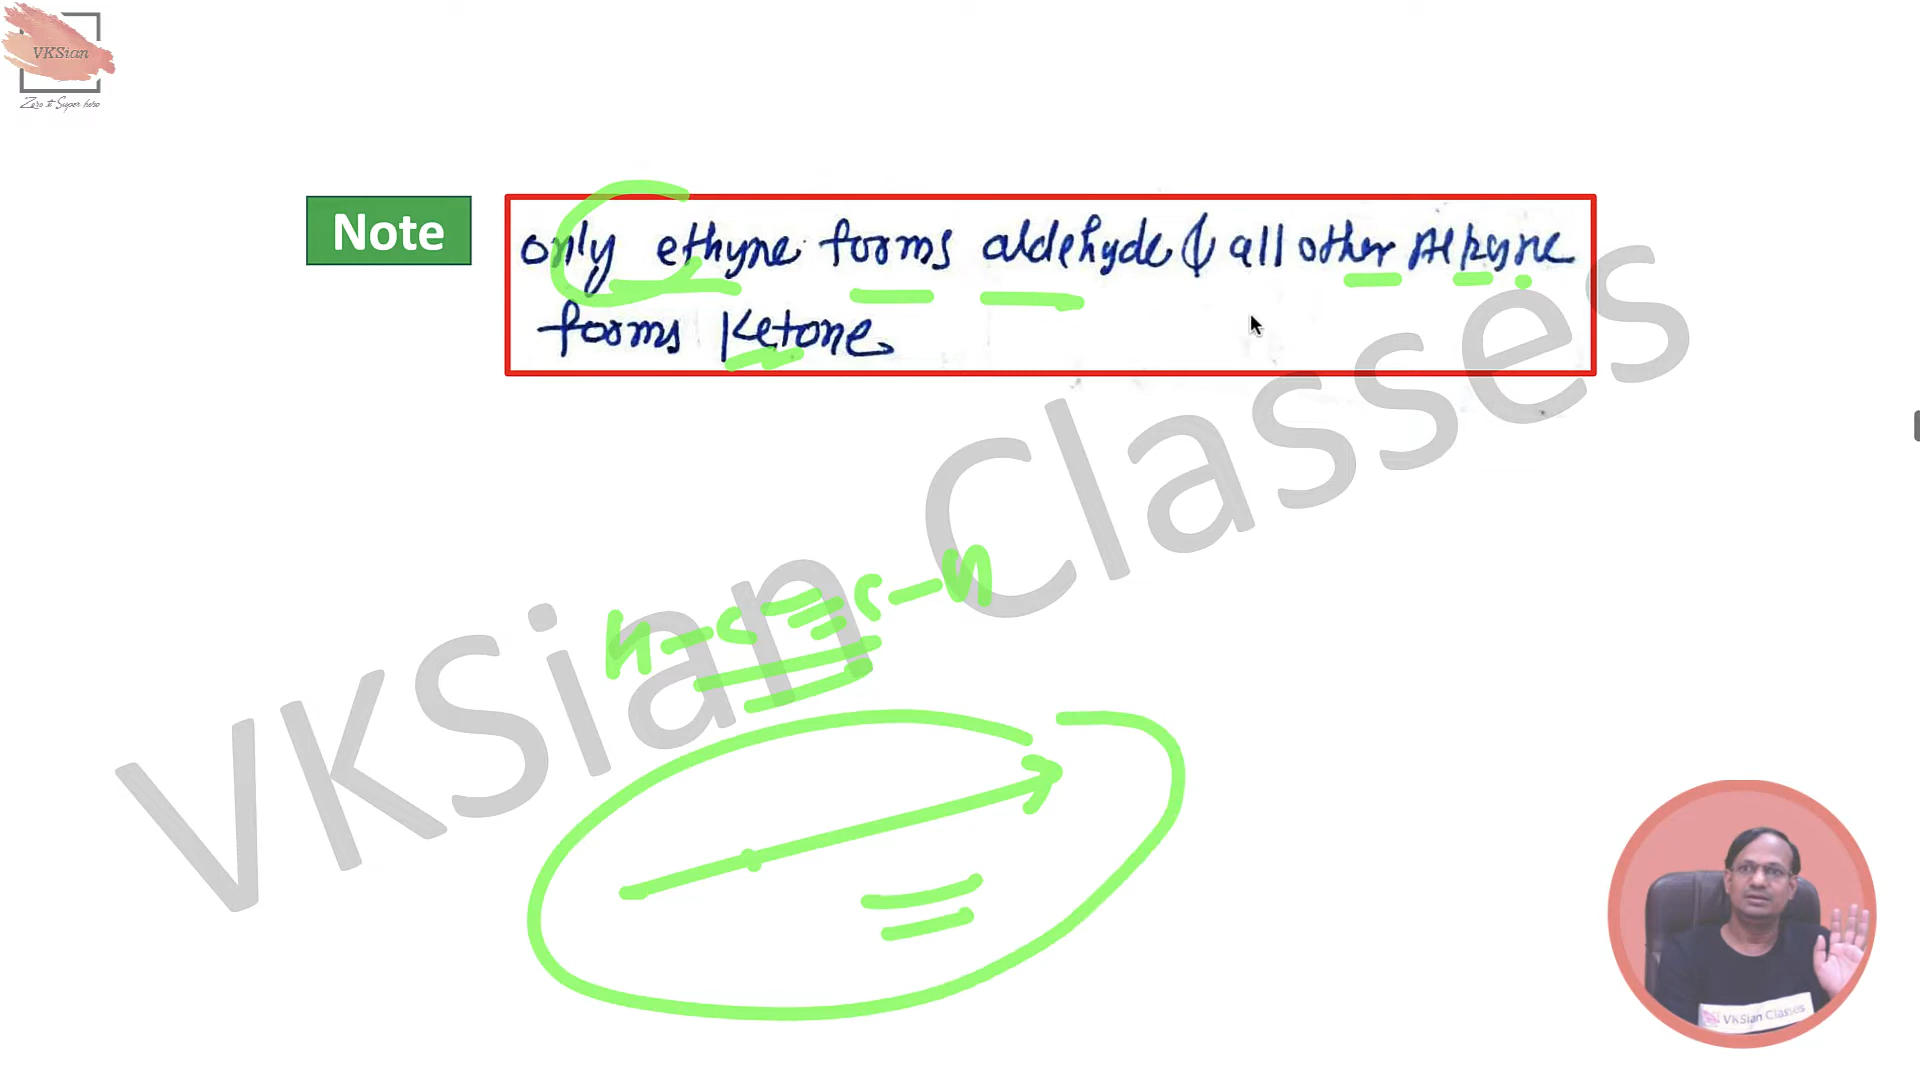 VKSian
Zero to Super hero
Note
only ethyne forms aldehyde & all other Alkyne
forms Ketone
VKSian Classes
H-C≡C-H
VKSian Classes